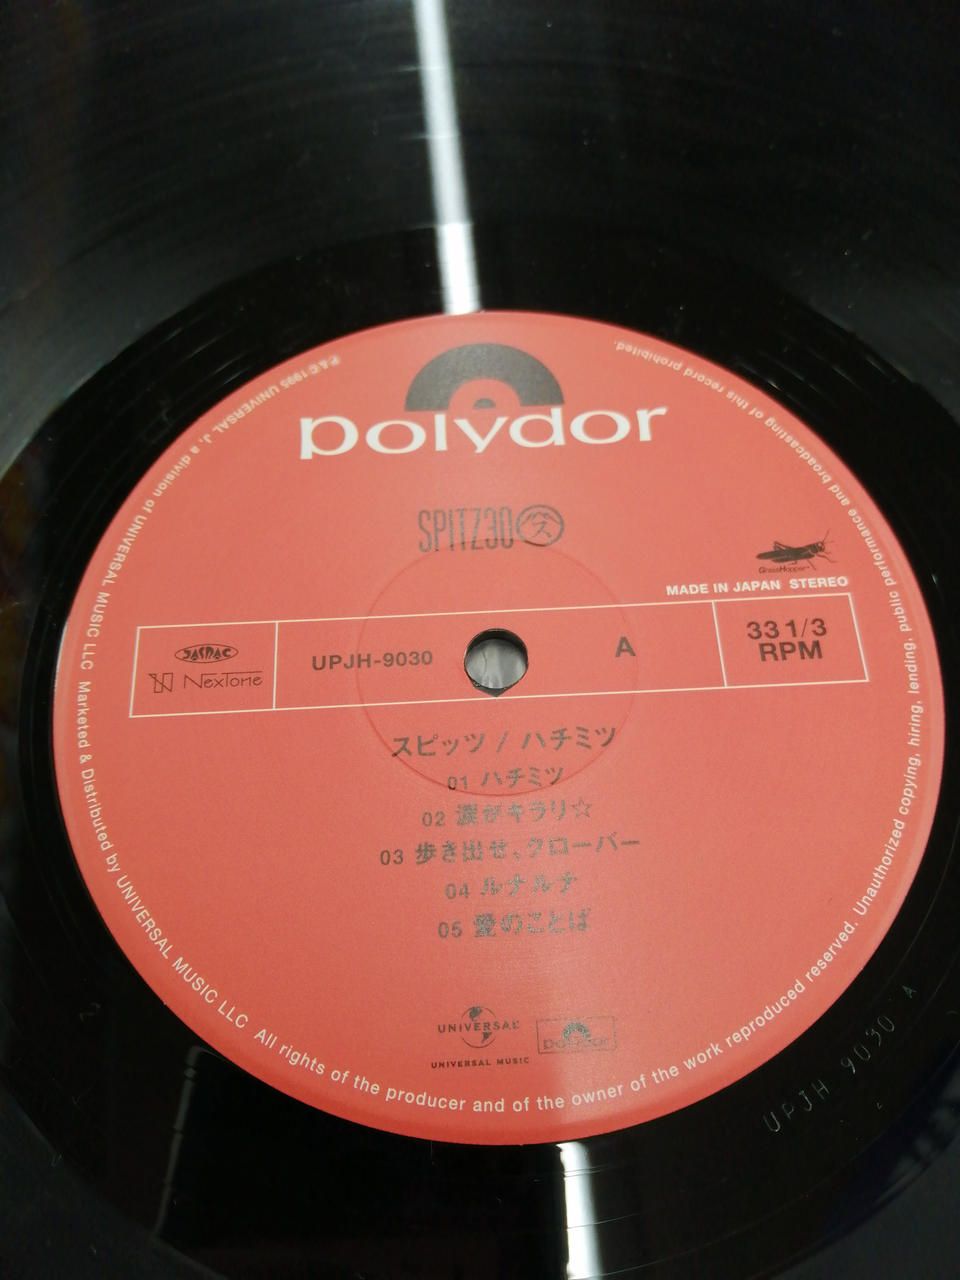 polydor
SPITZ30
GrassHopper
MADE IN JAPAN STEREO
JASRAC
NexTone
UPJH-9030
A
33 1/3
RPM
スピッツ / ハチミツ
01 ハチミツ
02 涙がキラリ☆
03 歩き出せ、クローバー
04 ルナルナ
05 愛のことば
UNIVERSAL
UNIVERSAL MUSIC
polydor
P.&C 1995 UNIVERSAL J, a division of UNIVERSAL MUSIC LLC Marketed & Distributed by UNIVERSAL MUSIC LLC All rights of the producer and of the owner of the work reproduced reserved. Unauthorized copying, hiring, lending, public performance and broadcasting of this record prohibited.
UPJH 9030 A